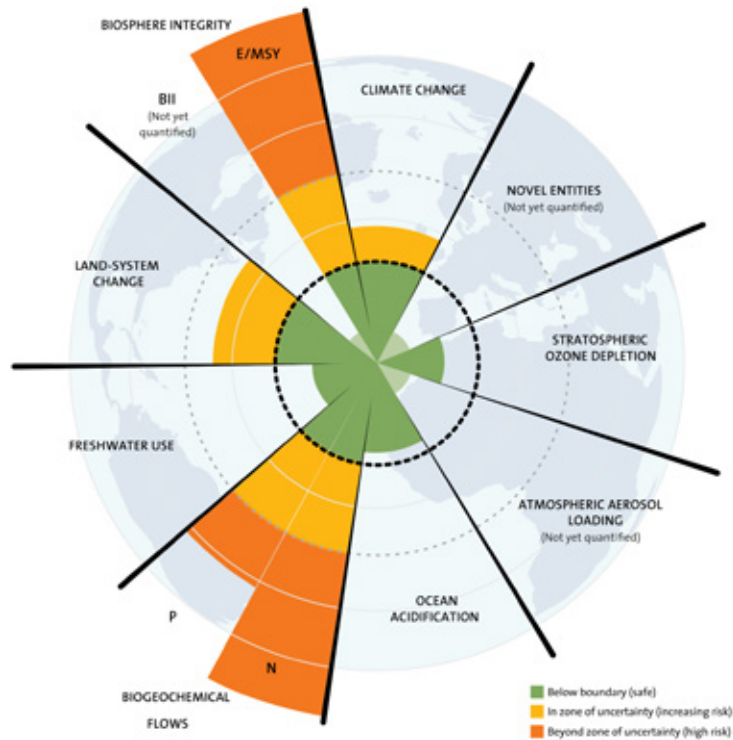 BIOSPHERE INTEGRITY
E/MSY
BII
(Not yet
quantified)
CLIMATE CHANGE
NOVEL ENTITIES
(Not yet quantified)
LAND-SYSTEM
CHANGE
STRATOSPHERIC
OZONE DEPLETION
FRESHWATER USE
ATMOSPHERIC AEROSOL
LOADING
(Not yet quantified)
OCEAN
ACIDIFICATION
P
N
BIOGEOCHEMICAL
FLOWS
Below boundary (safe)
In zone of uncertainty (increasing risk)
Beyond zone of uncertainty (high risk)